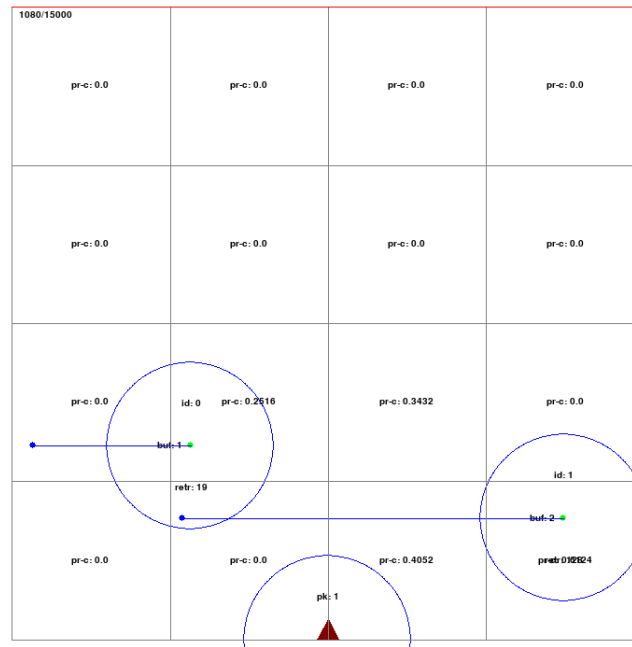 1080/15000
pr-c: 0.0
pr-c: 0.0
pr-c: 0.0
pr-c: 0.0
pr-c: 0.0
pr-c: 0.0
pr-c: 0.0
pr-c: 0.0
pr-c: 0.0
id: 0
pr-c: 0.2516
pr-c: 0.3432
pr-c: 0.0
buf: 1
id: 1
retr: 19
buf: 2
pr-c: 0.0
pr-c: 0.0
pr-c: 0.4052
pk: 1